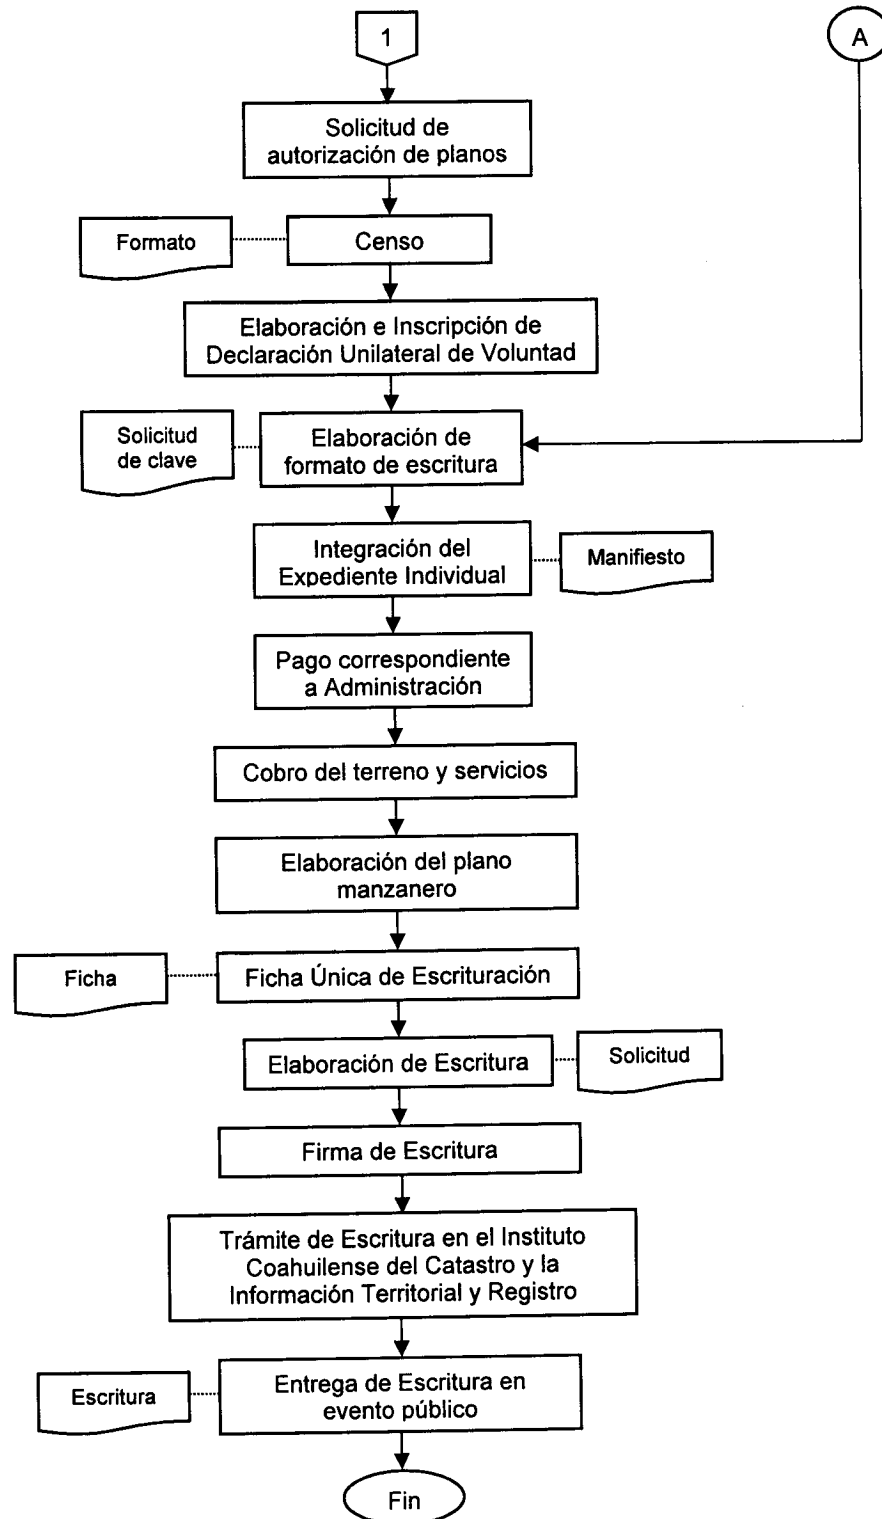 1
A
Solicitud de
autorización de planos
Formato
Censo
Elaboración e Inscripción de
Declaración Unilateral de Voluntad
Solicitud
de clave
Elaboración de
formato de escritura
Integración del
Expediente Individual
Manifiesto
Pago correspondiente
a Administración
Cobro del terreno y servicios
Elaboración del plano
manzanero
Ficha
Ficha Única de Escrituración
Elaboración de Escritura
Solicitud
Firma de Escritura
Trámite de Escritura en el Instituto
Coahuilense del Catastro y la
Información Territorial y Registro
Escritura
Entrega de Escritura en
evento público
Fin